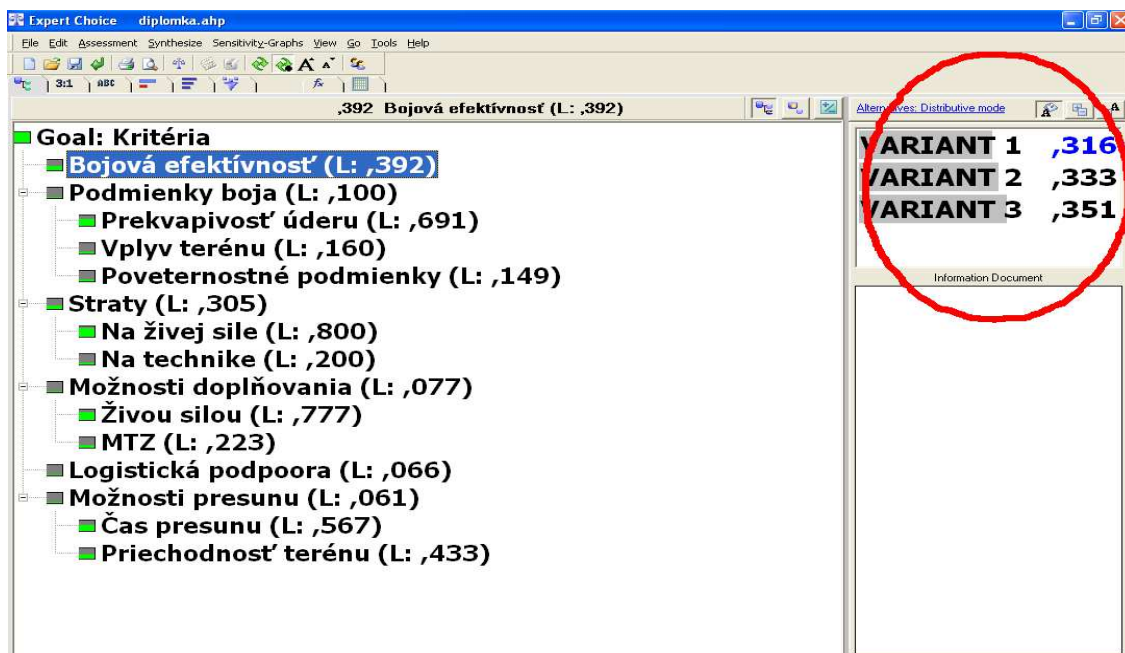 Expert Choice diplomka.ahp
File Edit Assessment Synthesize Sensitivity-Graphs View Go Tools Help
A A
3:1 ABC fx
,392 Bojová efektívnosť (L: ,392)
Alternatives: Distributive mode
A
Goal: Kritéria
Bojová efektívnosť (L: ,392)
Podmienky boja (L: ,100)
Prekvapivosť úderu (L: ,691)
Vplyv terénu (L: ,160)
Poveternostné podmienky (L: ,149)
Straty (L: ,305)
Na živej sile (L: ,800)
Na technike (L: ,200)
Možnosti doplňovania (L: ,077)
Živou silou (L: ,777)
MTZ (L: ,223)
Logistická podpoora (L: ,066)
Možnosti presunu (L: ,061)
Čas presunu (L: ,567)
Priechodnosť terénu (L: ,433)
VARIANT 1 ,316
VARIANT 2 ,333
VARIANT 3 ,351
Information Document